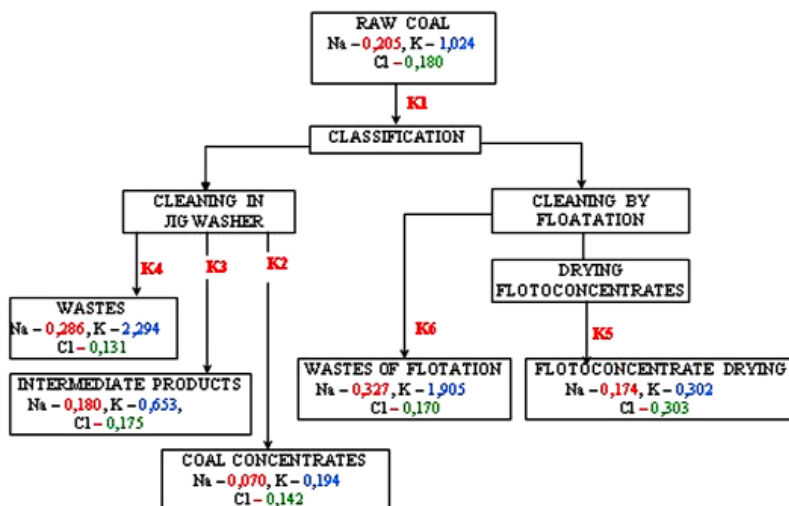 RAW COAL
Na – 0,205, K – 1,024
Cl – 0,180
K1
CLASSIFICATION
CLEANING IN
JIG WASHER
CLEANING BY
FLOATATION
K4
K3
K2
DRYING
FLOTOCONCENTRATES
K6
K5
WASTES
Na – 0,286, K – 2,294
Cl – 0,131
INTERMEDIATE PRODUCTS
Na – 0,180, K – 0,653,
Cl – 0,175
COAL CONCENTRATES
Na – 0,070, K – 0,194
Cl – 0,142
WASTES OF FLOTATION
Na – 0,327, K – 1,905
Cl – 0,170
FLOTOCONCENTRATE DRYING
Na – 0,174, K – 0,302
Cl – 0,303